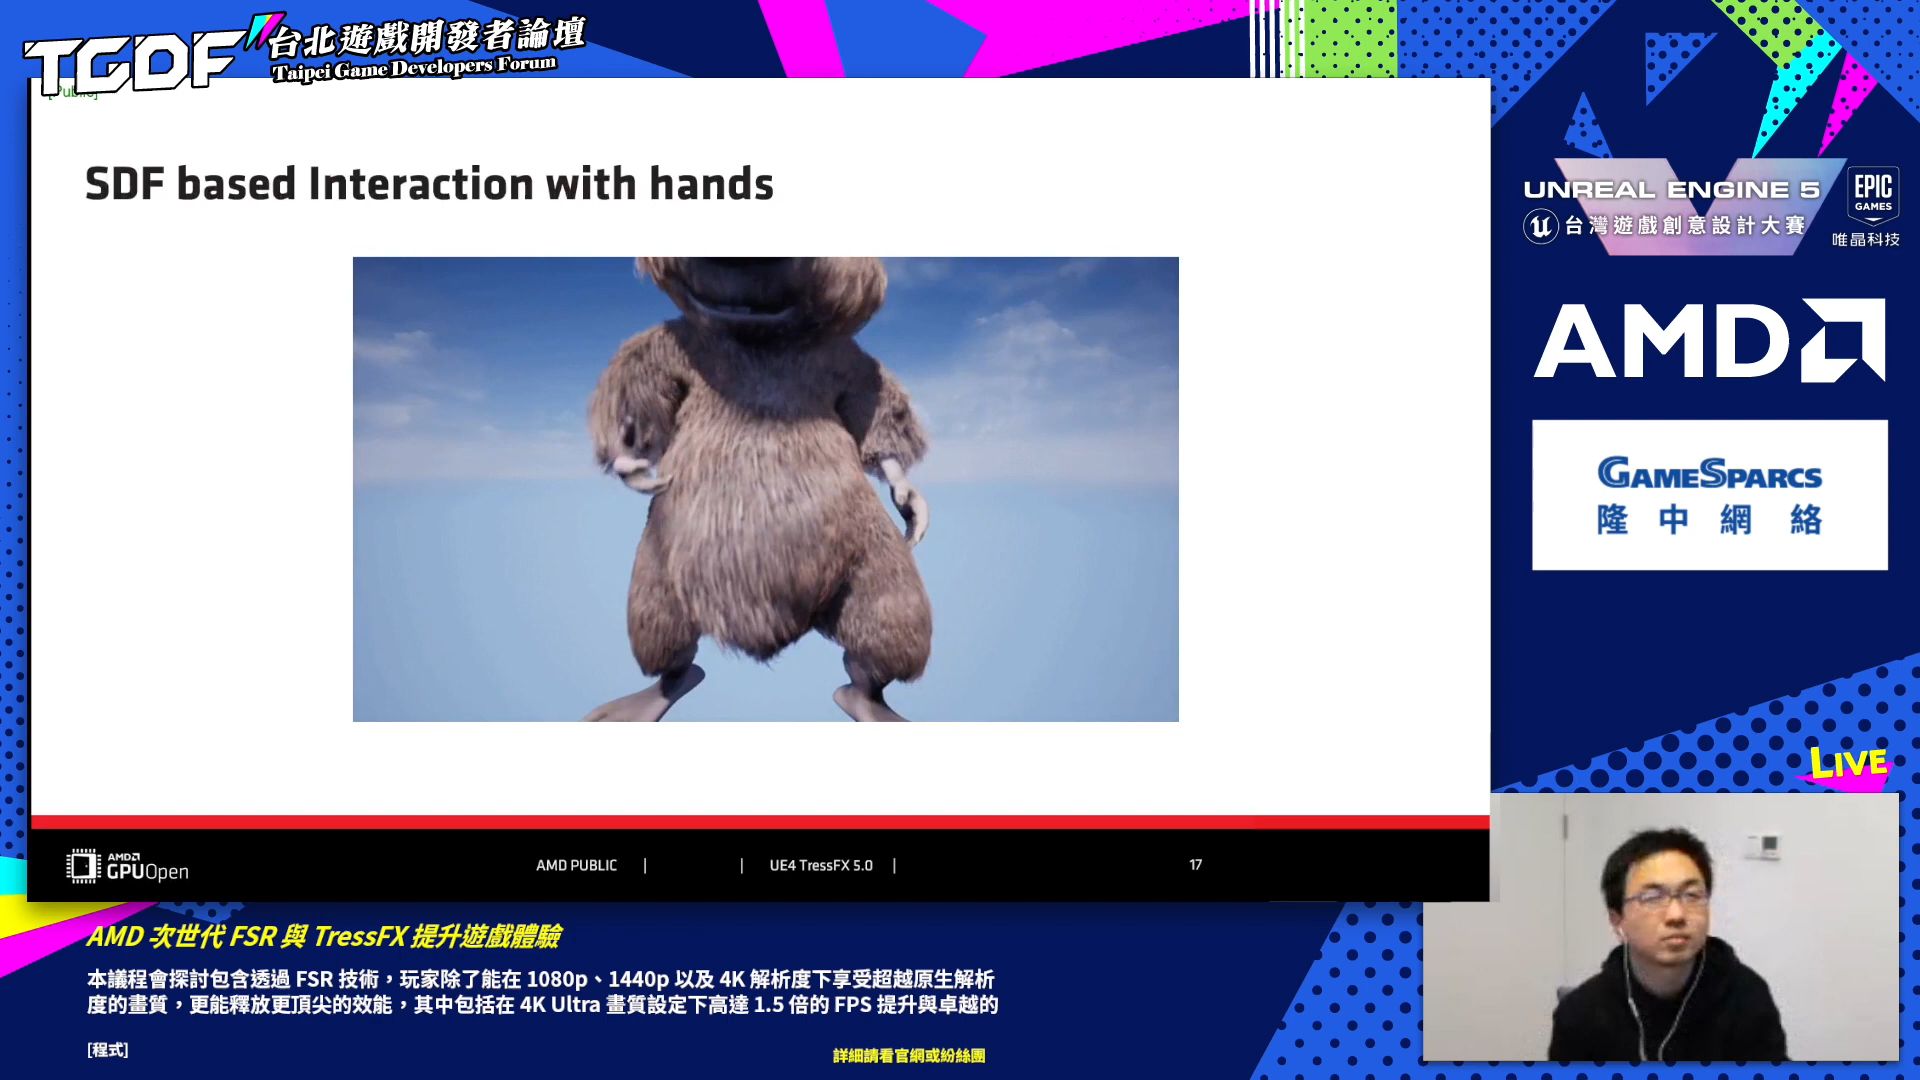 TGDF 台北遊戲開發者論壇
Taipei Game Developers Forum
[Public]
SDF based Interaction with hands
UNREAL ENGINE 5
台灣遊戲創意設計大賽
EPIC
GAMES
唯晶科技
AMD
GAMESPARCS
隆中網絡
LIVE
AMD
GPUOpen
AMD PUBLIC | | UE4 TressFX 5.0 | 17
AMD 次世代 FSR 與 TressFX 提升遊戲體驗
本議程會探討包含透過 FSR 技術，玩家除了能在 1080p、1440p 以及 4K 解析度下享受超越原生解析
度的畫質，更能釋放更頂尖的效能，其中包括在 4K Ultra 畫質設定下高達 1.5 倍的 FPS 提升與卓越的
[程式]
詳細請看官網或紛絲團